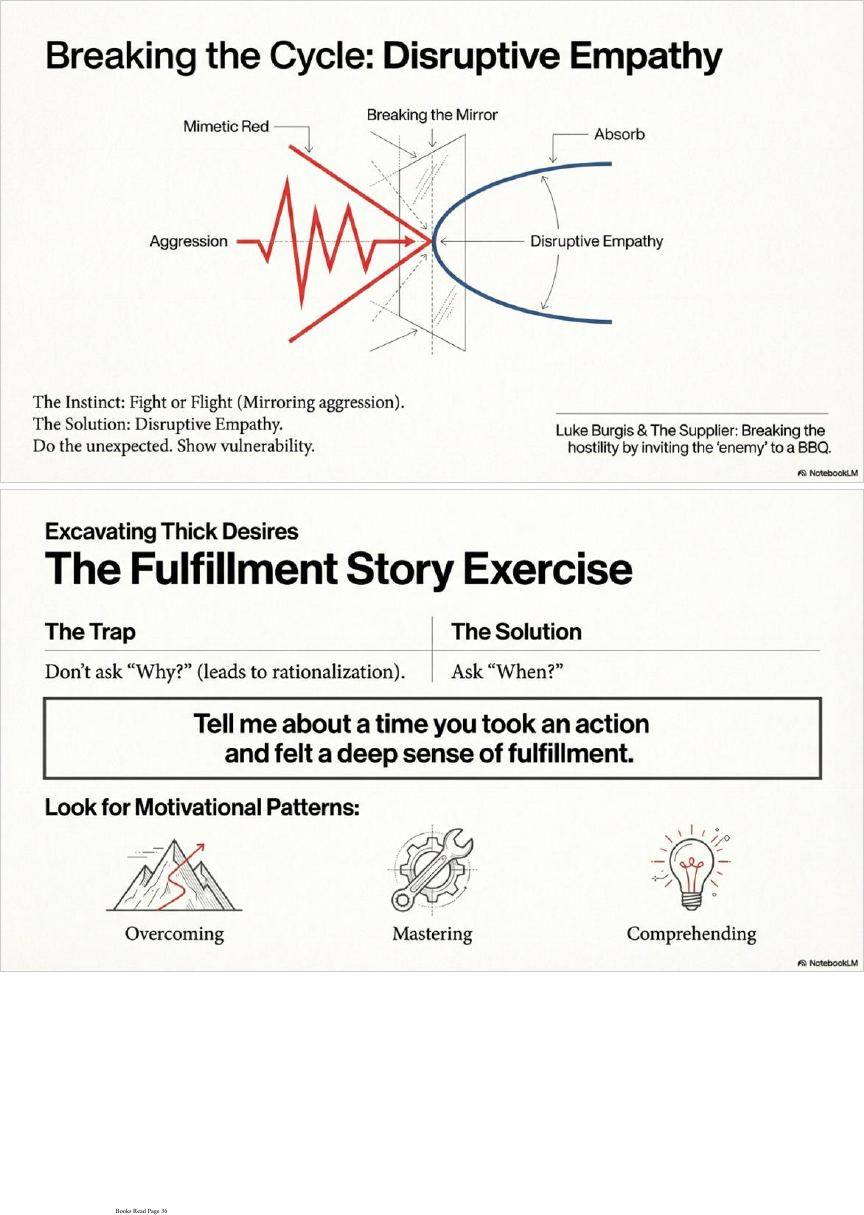 Breaking the Cycle: Disruptive Empathy
Breaking the Mirror
Mimetic Red
Absorb
Aggression
Disruptive Empathy
The Instinct: Fight or Flight (Mirroring aggression).
The Solution: Disruptive Empathy.
Do the unexpected. Show vulnerability.
Luke Burgis & The Supplier: Breaking the
hostility by inviting the ‘enemy’ to a BBQ.
NotebookLM
Excavating Thick Desires
The Fulfillment Story Exercise
The Trap
The Solution
Don’t ask “Why?” (leads to rationalization).
Ask “When?”
Tell me about a time you took an action
and felt a deep sense of fulfillment.
Look for Motivational Patterns:
Overcoming
Mastering
Comprehending
NotebookLM
Books Read Page 36